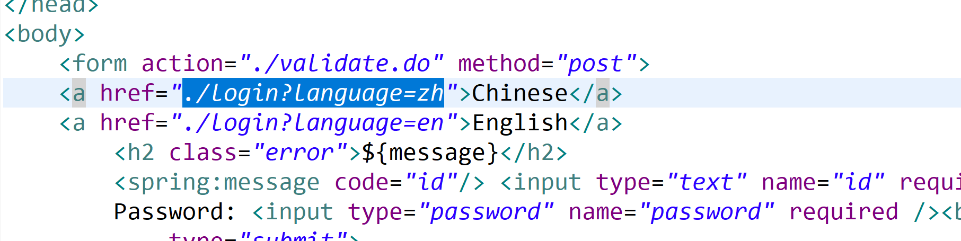 </head>
<body>
<form action="./validate.do" method="post">
<a href="./login?language=zh">Chinese</a>
<a href="./login?language=en">English</a>
<h2 class="error">${message}</h2>
<spring:message code="id"/> <input type="text" name="id" requi
Password: <input type="password" name="password" required /><b
type="submit">